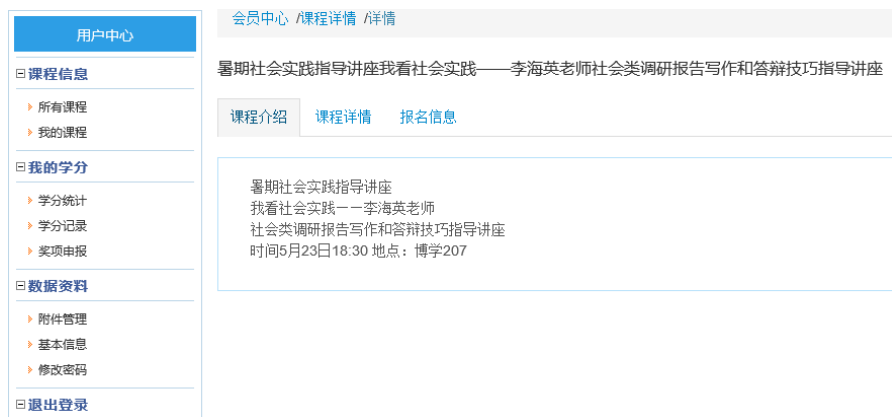 用户中心
课程信息
所有课程
我的课程
我的学分
学分统计
学分记录
奖项申报
数据资料
附件管理
基本信息
修改密码
退出登录
会员中心 /课程详情 /详情
暑期社会实践指导讲座我看社会实践——李海英老师社会类调研报告写作和答辩技巧指导讲座
课程介绍 课程详情 报名信息
暑期社会实践指导讲座
我看社会实践——李海英老师
社会类调研报告写作和答辩技巧指导讲座
时间5月23日18:30 地点：博学207